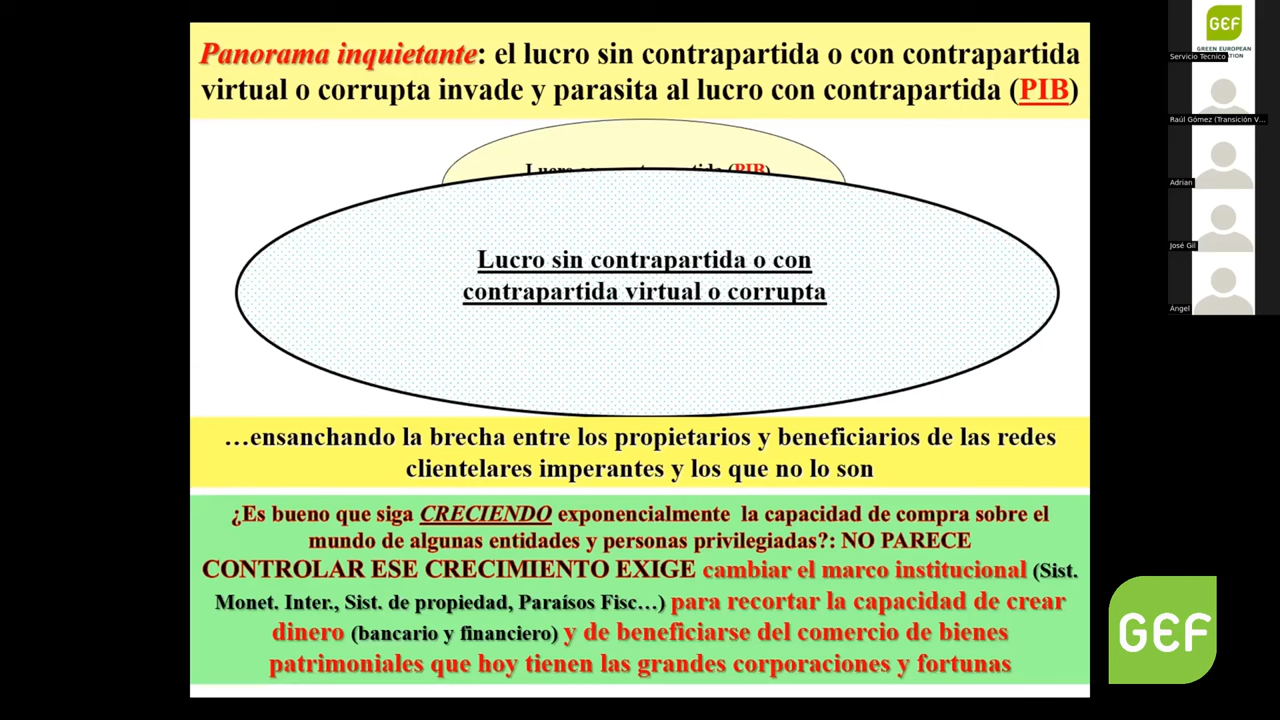 Panorama inquietante: el lucro sin contrapartida o con contrapartida
virtual o corrupta invade y parasita al lucro con contrapartida (PIB)
(PIB)
Lucro sin contrapartida o con
contrapartida virtual o corrupta
…ensanchando la brecha entre los propietarios y beneficiarios de las redes
clientelares imperantes y los que no lo son
¿Es bueno que siga CRECIENDO exponencialmente la capacidad de compra sobre el
mundo de algunas entidades y personas privilegiadas?: NO PARECE
CONTROLAR ESE CRECIMIENTO EXIGE cambiar el marco institucional (Sist.
Monet. Inter., Sist. de propiedad, Paraísos Fisc…) para recortar la capacidad de crear
dinero (bancario y financiero) y de beneficiarse del comercio de bienes
patrimoniales que hoy tienen las grandes corporaciones y fortunas
GEF
GREEN EUROPEAN
Servicio Tecnico
Raúl Gómez (Transición V...
Adrian
José Gil
Ángel
GEF